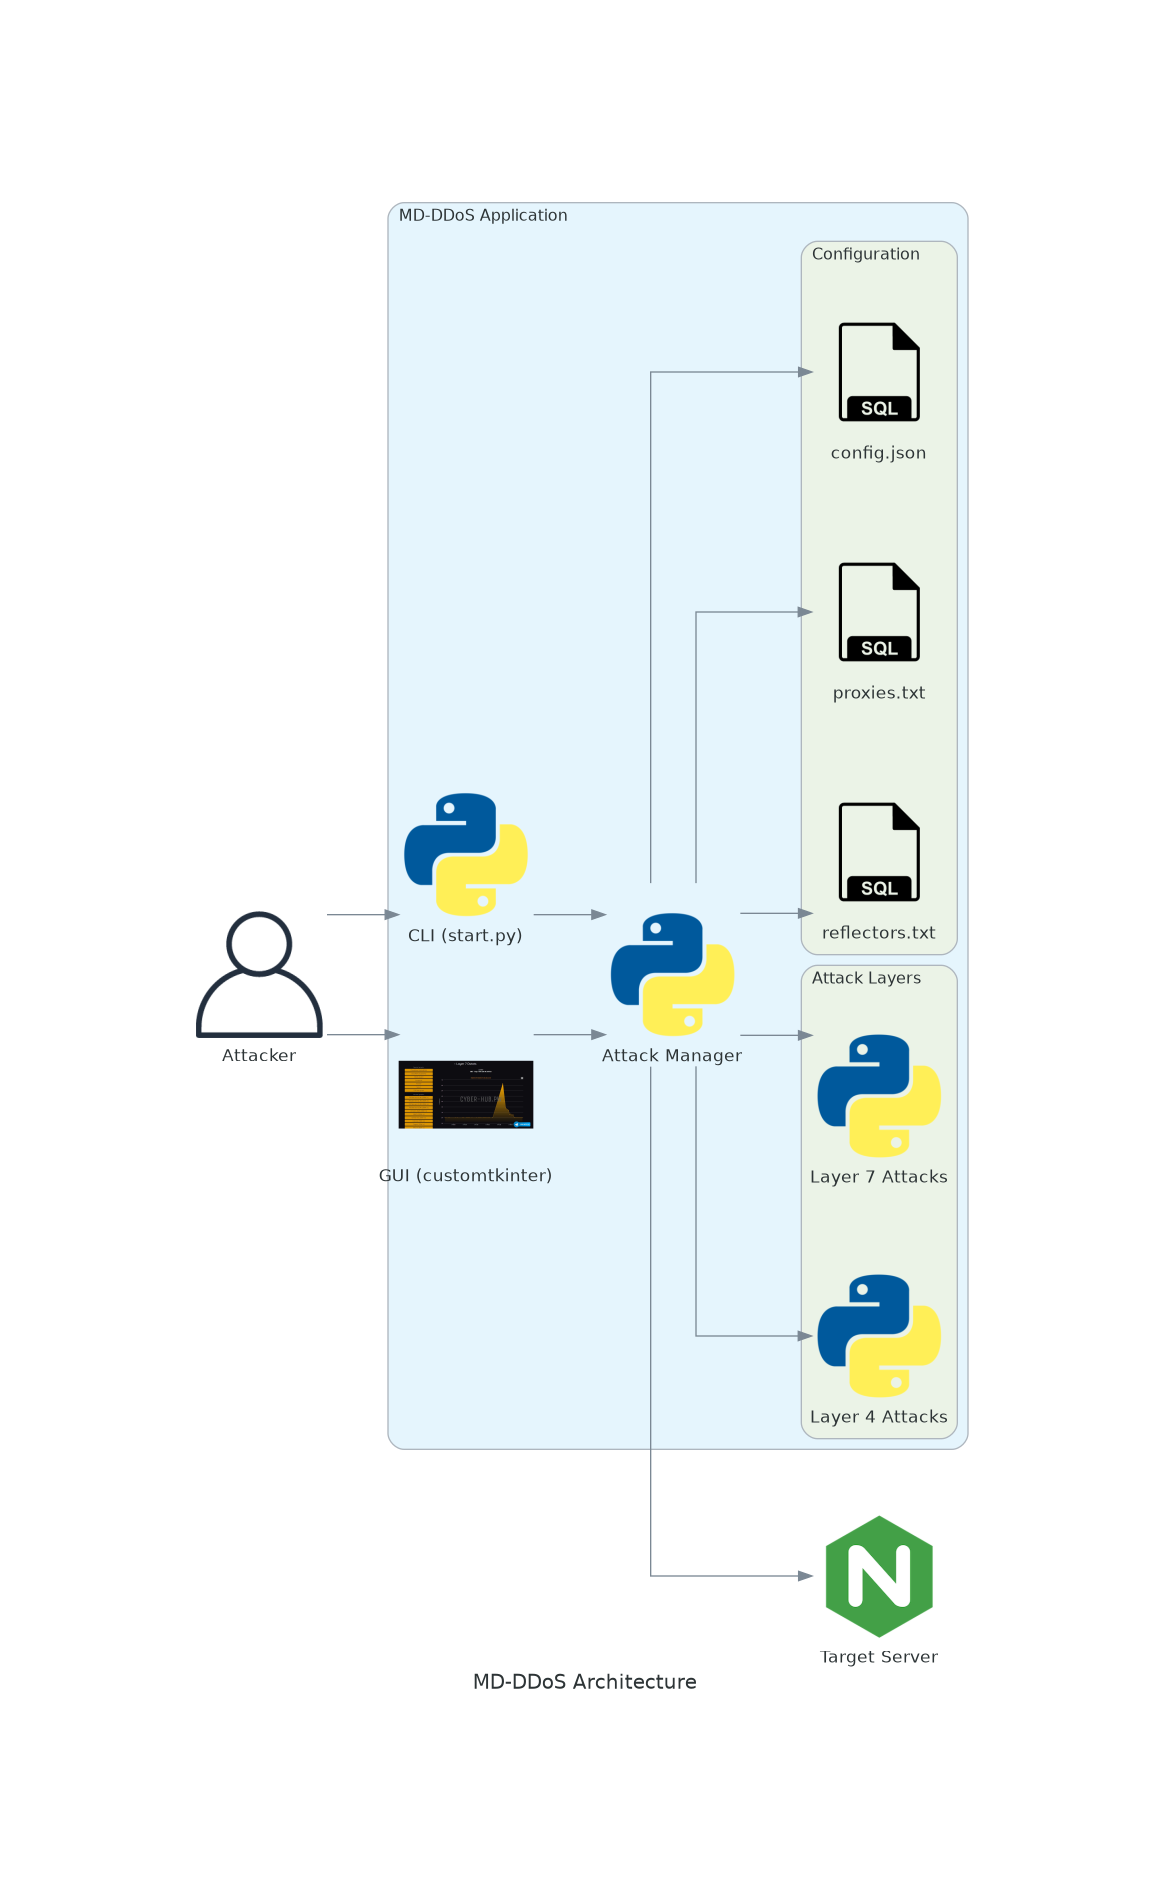 MD-DDoS Application
Configuration
SQL
config.json
SQL
proxies.txt
SQL
reflectors.txt
CLI (start.py)
Attacker
Attack Manager
GUI (customtkinter)
Attack Layers
Layer 7 Attacks
Layer 4 Attacks
Target Server
MD-DDoS Architecture